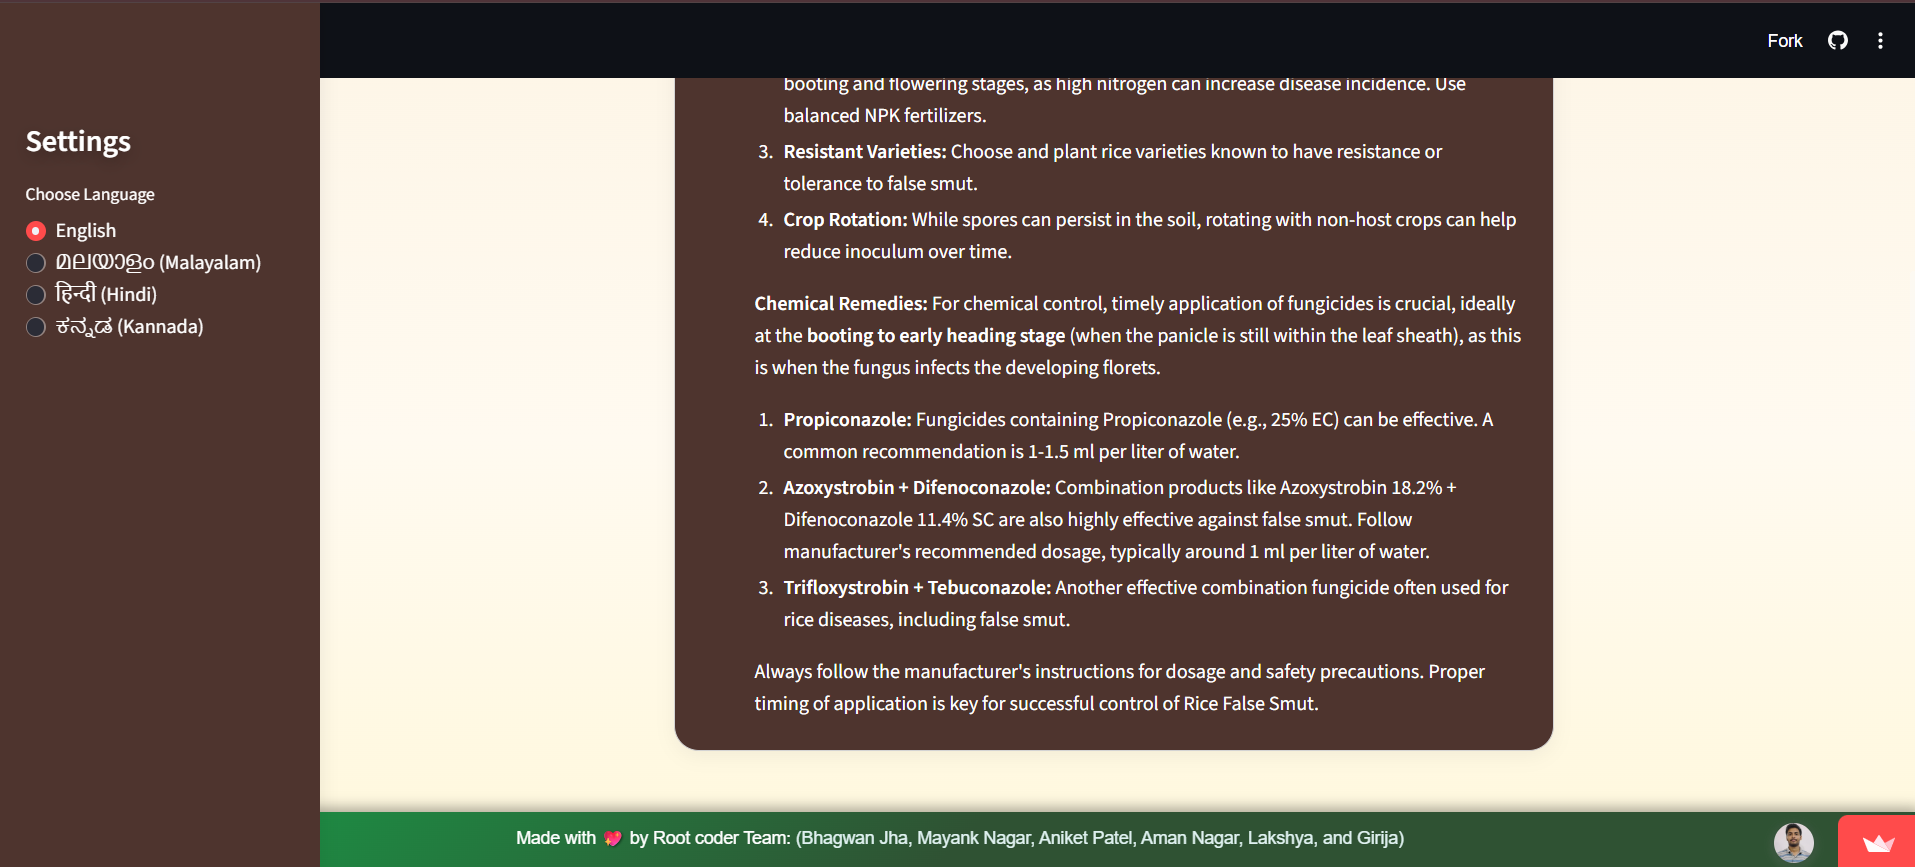 Fork
Settings
Choose Language
English
മലയാളം (Malayalam)
हिन्दी (Hindi)
ಕನ್ನಡ (Kannada)
booting and flowering stages, as high nitrogen can increase disease incidence. Use
balanced NPK fertilizers.
3. Resistant Varieties: Choose and plant rice varieties known to have resistance or
tolerance to false smut.
4. Crop Rotation: While spores can persist in the soil, rotating with non-host crops can help
reduce inoculum over time.
Chemical Remedies: For chemical control, timely application of fungicides is crucial, ideally
at the booting to early heading stage (when the panicle is still within the leaf sheath), as this
is when the fungus infects the developing florets.
1. Propiconazole: Fungicides containing Propiconazole (e.g., 25% EC) can be effective. A
common recommendation is 1-1.5 ml per liter of water.
2. Azoxystrobin + Difenoconazole: Combination products like Azoxystrobin 18.2% +
Difenoconazole 11.4% SC are also highly effective against false smut. Follow
manufacturer's recommended dosage, typically around 1 ml per liter of water.
3. Trifloxystrobin + Tebuconazole: Another effective combination fungicide often used for
rice diseases, including false smut.
Always follow the manufacturer's instructions for dosage and safety precautions. Proper
timing of application is key for successful control of Rice False Smut.
Made with 💖 by Root coder Team: (Bhagwan Jha, Mayank Nagar, Aniket Patel, Aman Nagar, Lakshya, and Girija)